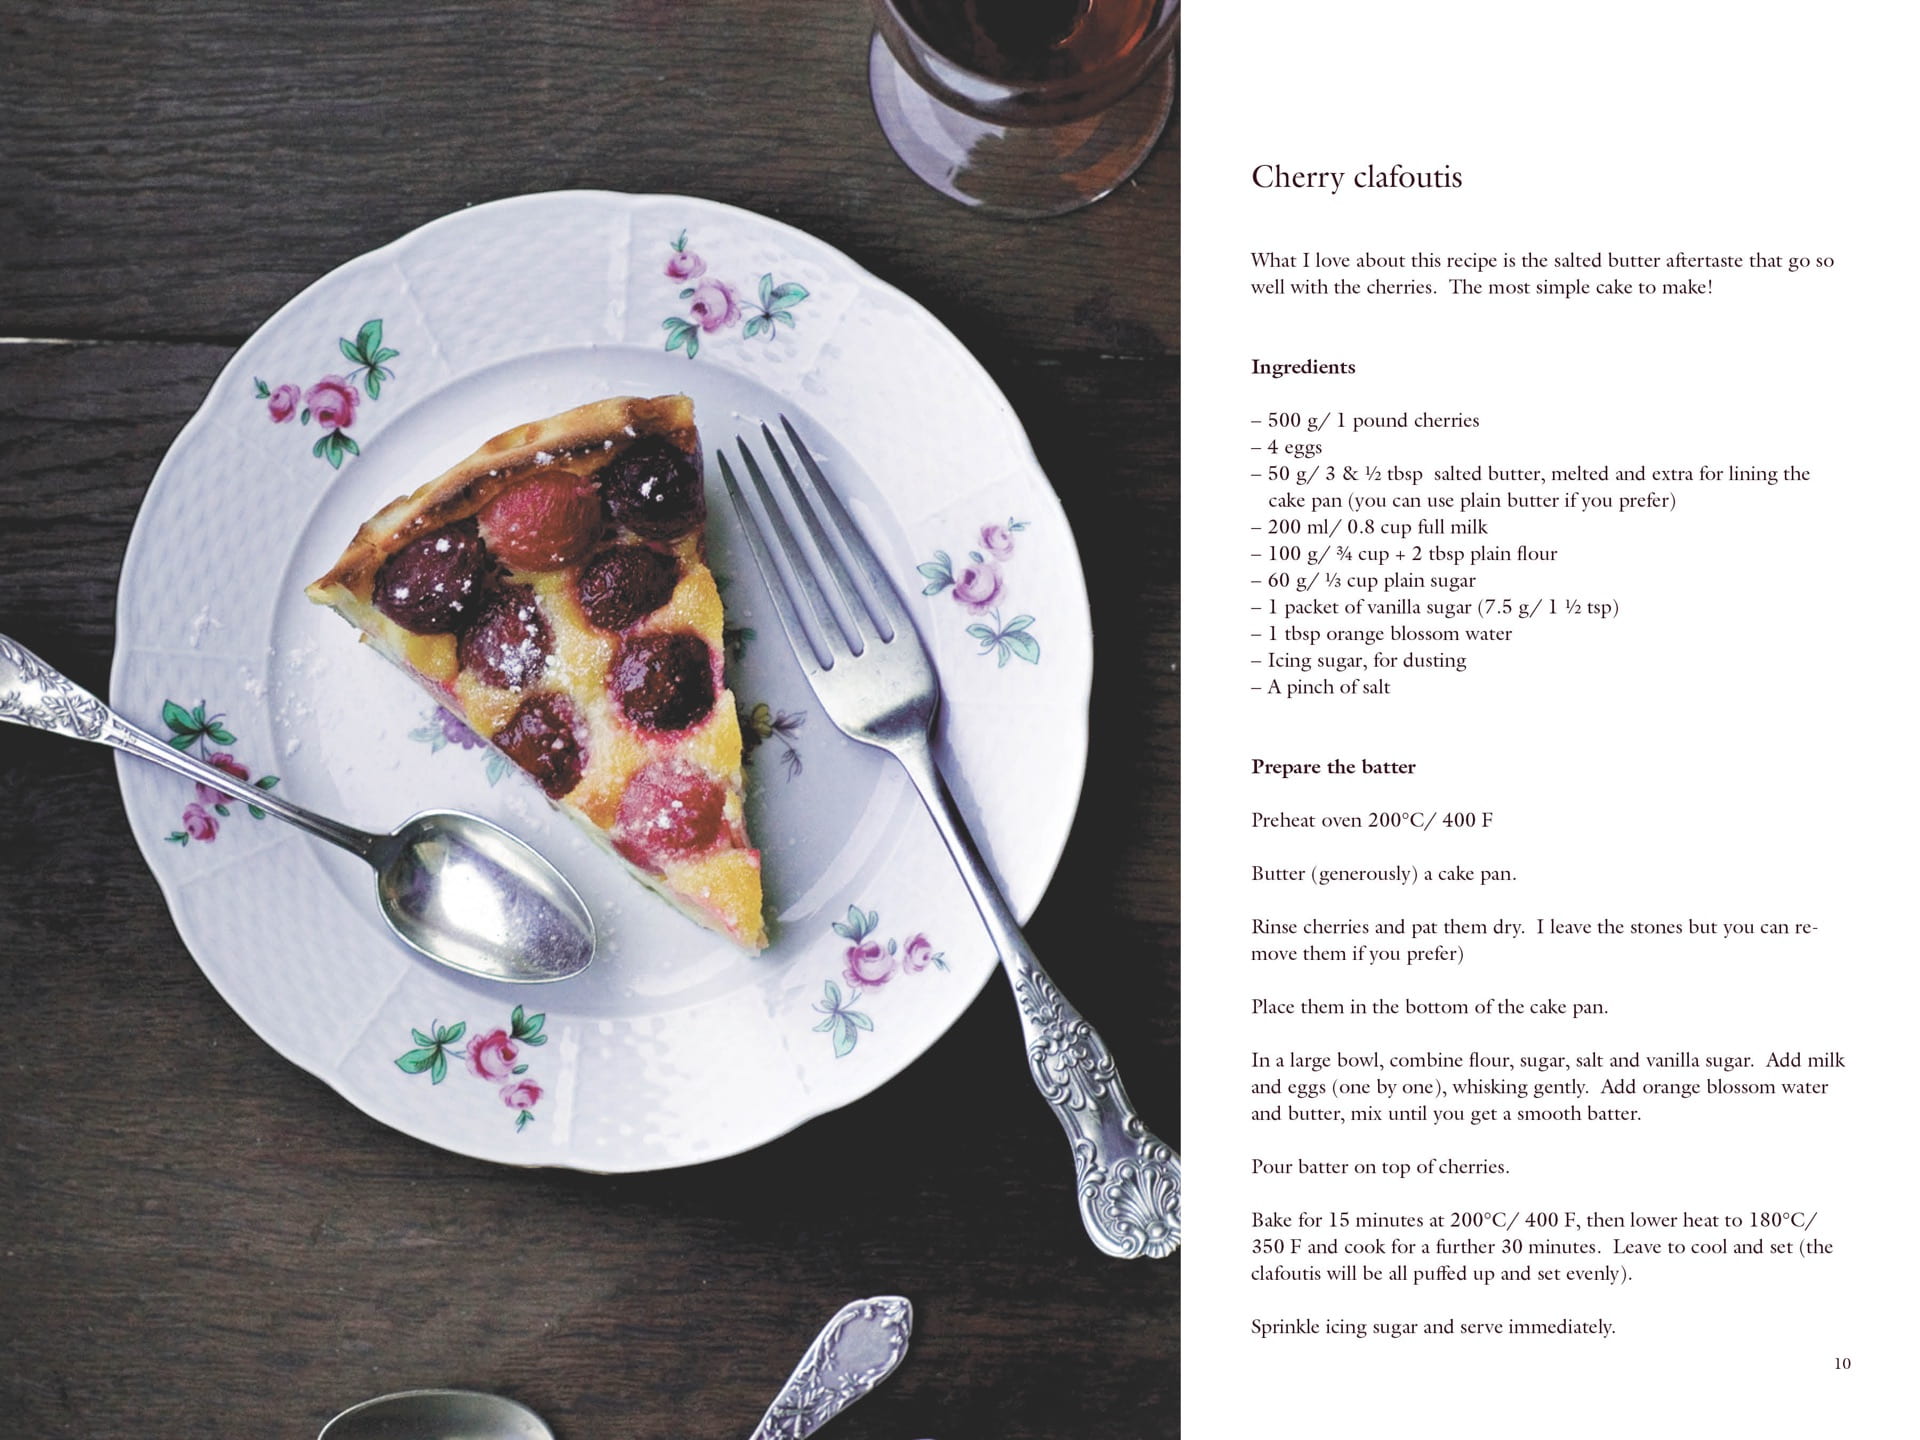 Cherry clafoutis
What I love about this recipe is the salted butter aftertaste that go so
well with the cherries.  The most simple cake to make!
Ingredients
– 500 g/ 1 pound cherries
– 4 eggs
– 50 g/ 3 & ½ tbsp  salted butter, melted and extra for lining the
cake pan (you can use plain butter if you prefer)
– 200 ml/ 0.8 cup full milk
– 100 g/ ¾ cup + 2 tbsp plain flour
– 60 g/ ⅓ cup plain sugar
– 1 packet of vanilla sugar (7.5 g/ 1 ½ tsp)
– 1 tbsp orange blossom water
– Icing sugar, for dusting
– A pinch of salt
Prepare the batter
Preheat oven 200°C/ 400 F
Butter (generously) a cake pan.
Rinse cherries and pat them dry.  I leave the stones but you can re-
move them if you prefer)
Place them in the bottom of the cake pan.
In a large bowl, combine flour, sugar, salt and vanilla sugar.  Add milk
and eggs (one by one), whisking gently.  Add orange blossom water
and butter, mix until you get a smooth batter.
Pour batter on top of cherries.
Bake for 15 minutes at 200°C/ 400 F, then lower heat to 180°C/
350 F and cook for a further 30 minutes.  Leave to cool and set (the
clafoutis will be all puffed up and set evenly).
Sprinkle icing sugar and serve immediately.
10